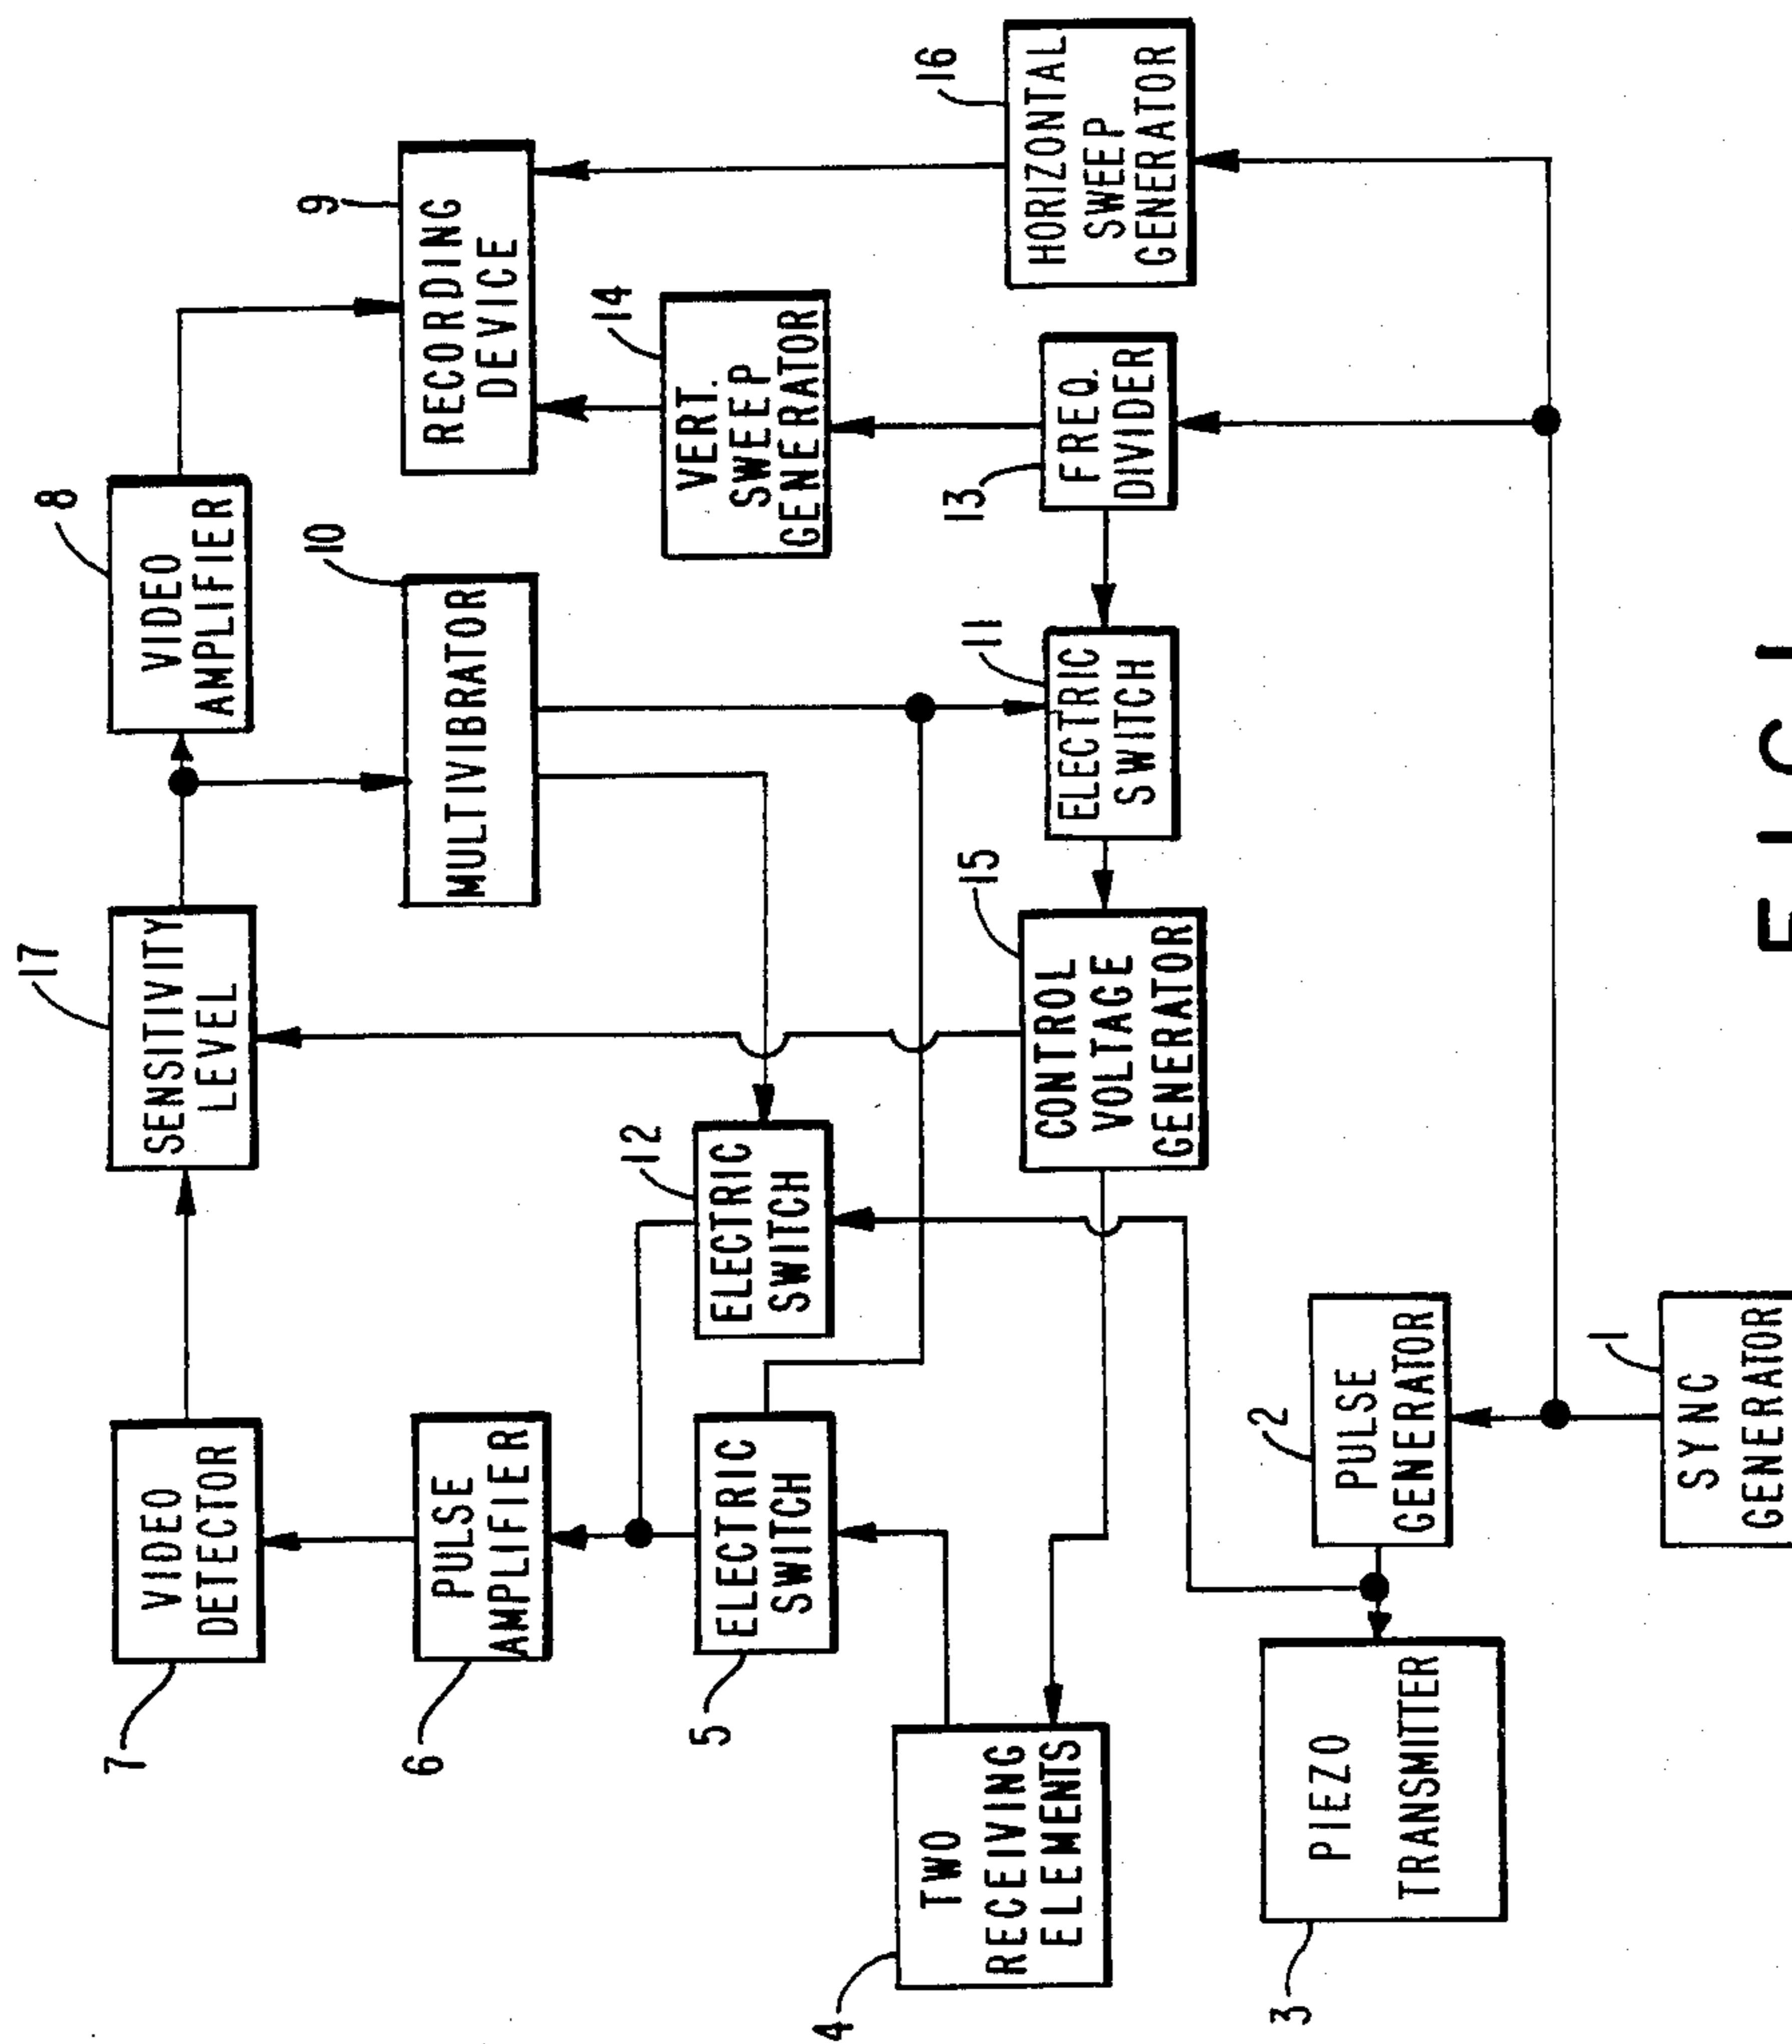 7
VIDEO
DETECTOR
17
SENSITIVITY
LEVEL
8
VIDEO
AMPLIFIER
6
PULSE
AMPLIFIER
10
MULTIVIBRATOR
9
RECORDING
DEVICE
5
ELECTRIC
SWITCH
12
ELECTRIC
SWITCH
14
VERT.
SWEEP
GENERATOR
4
TWO
RECEIVING
ELEMENTS
15
CONTROL
VOLTAGE
GENERATOR
11
ELECTRIC
SWITCH
13
FREQ.
DIVIDER
16
HORIZONTAL
SWEEP
GENERATOR
3
PIEZO
TRANSMITTER
2
PULSE
GENERATOR
1
SYNC
GENERATOR